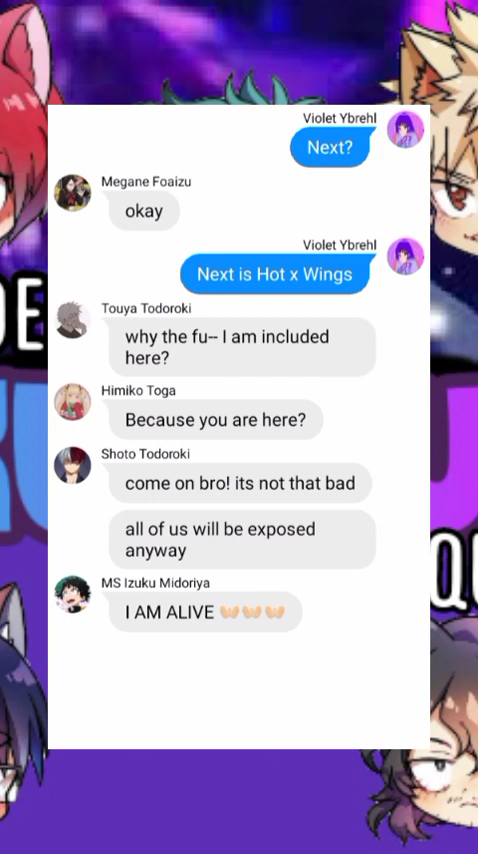 Violet Ybrehl
Next?
Megane Foaizu
okay
Violet Ybrehl
Next is Hot x Wings
Touya Todoroki
why the fu-- I am included
here?
Himiko Toga
Because you are here?
Shoto Todoroki
come on bro! its not that bad
all of us will be exposed
anyway
MS Izuku Midoriya
I AM ALIVE 👐🏻👐🏻👐🏻